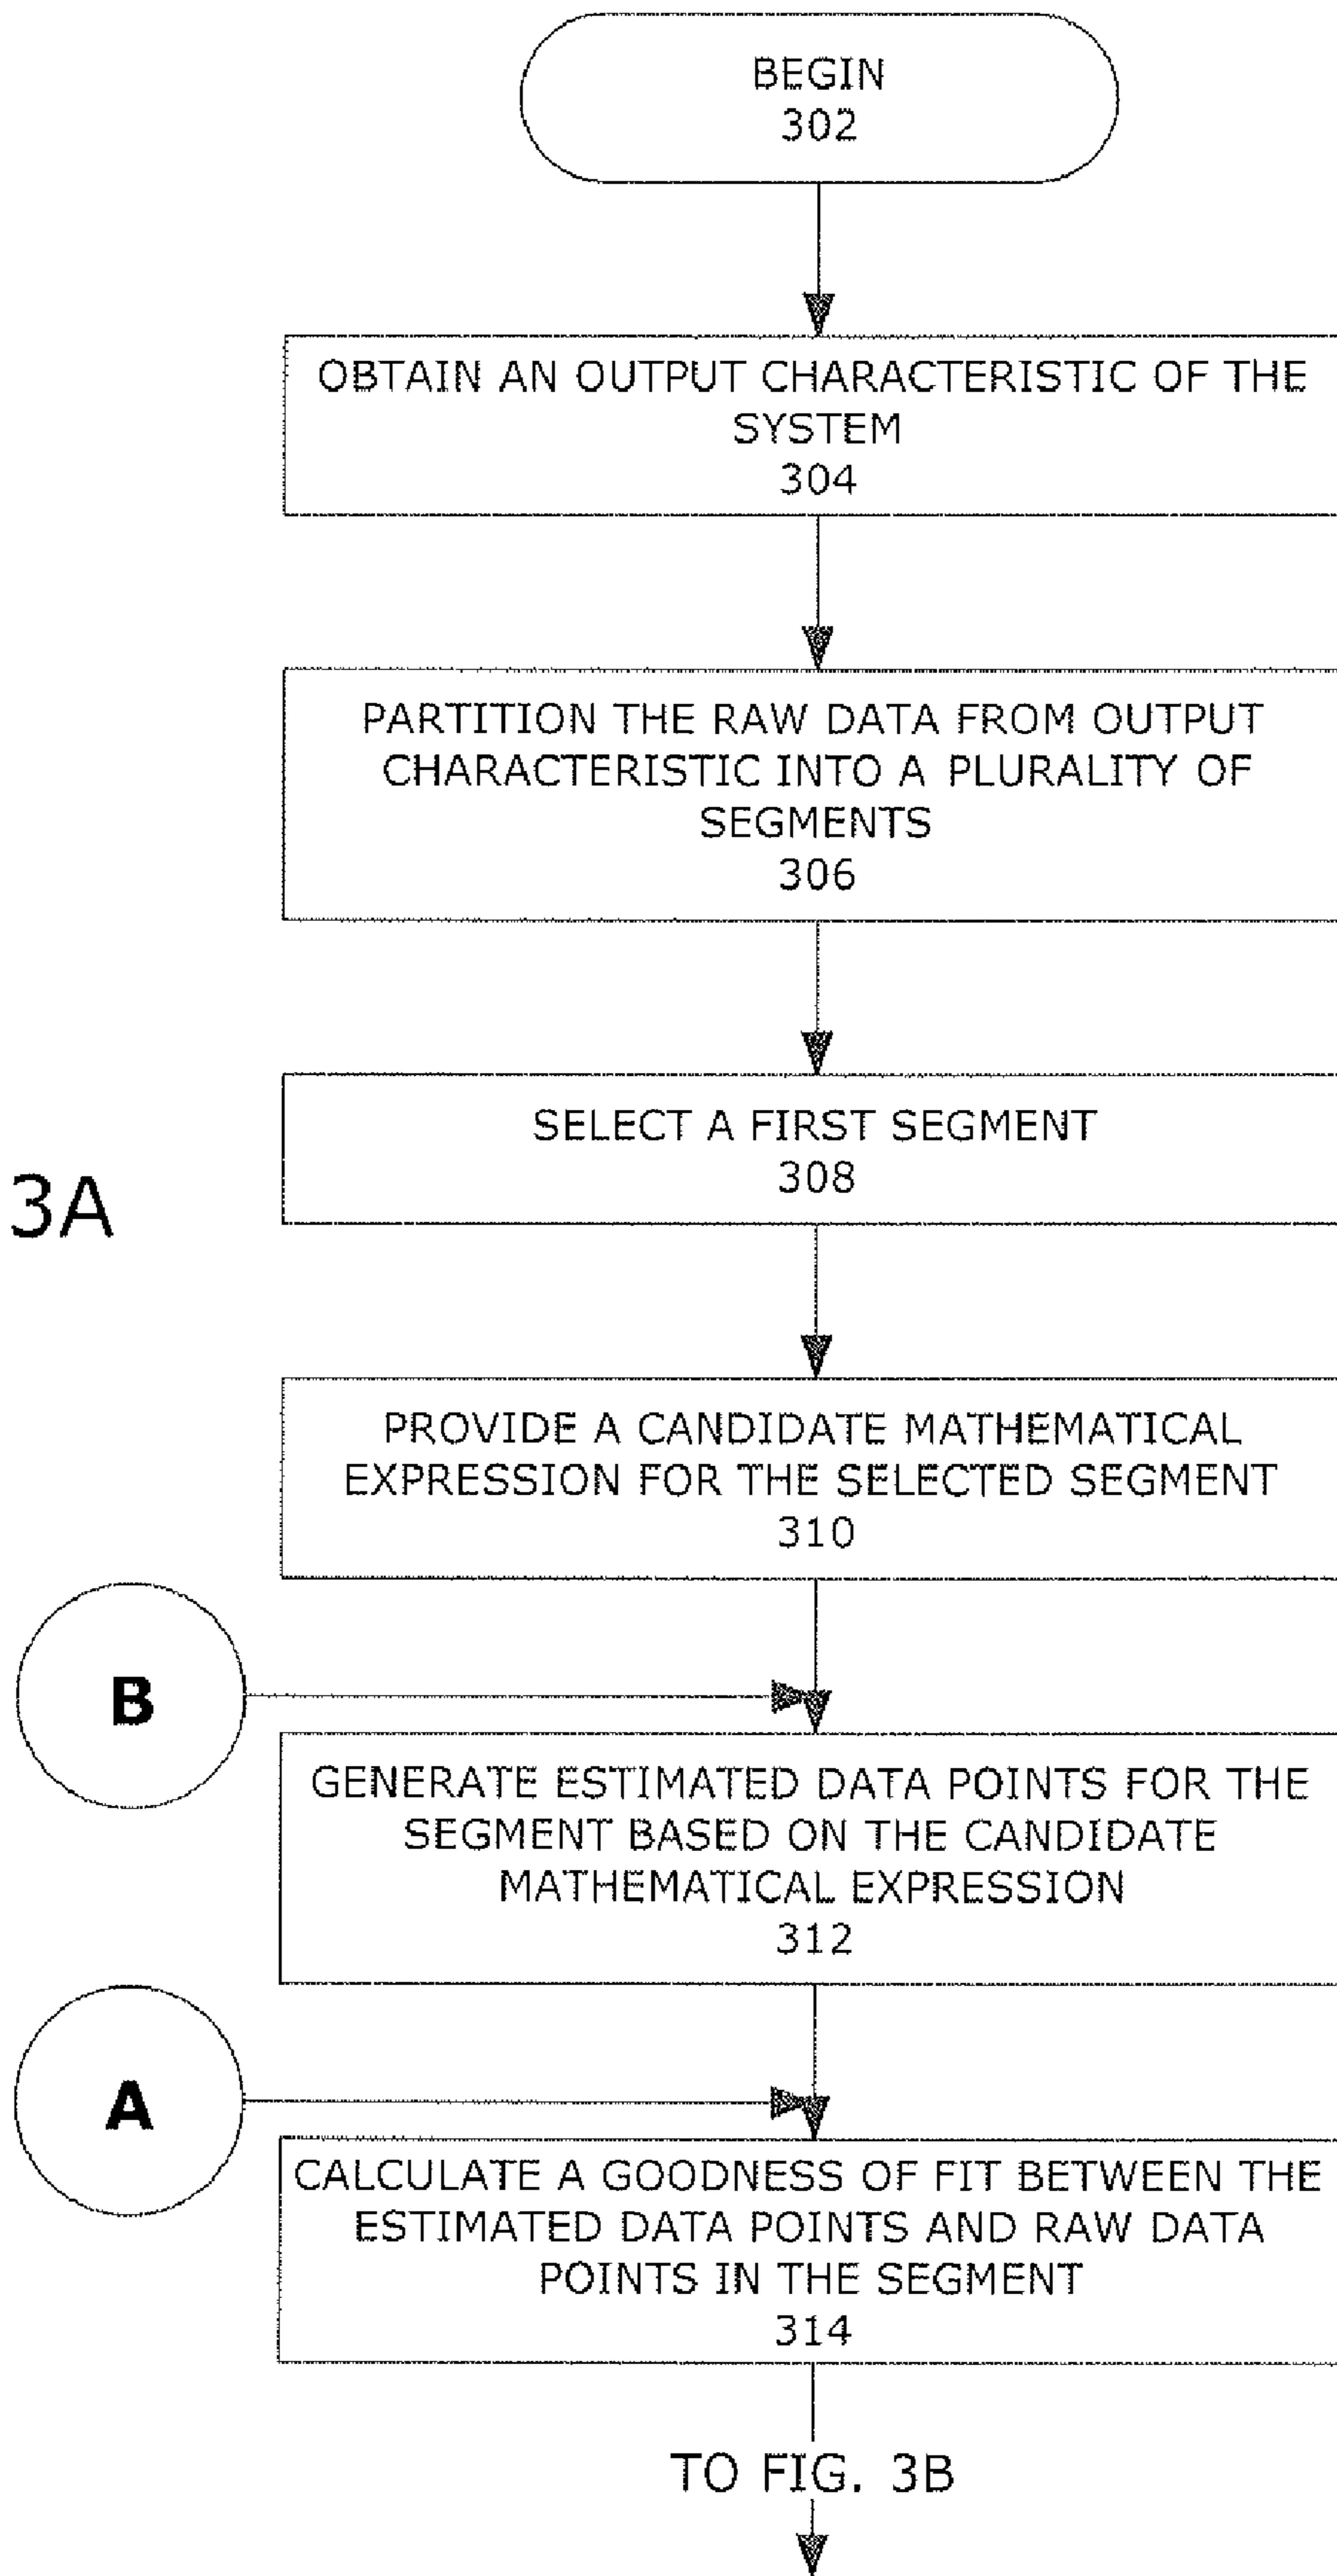 BEGIN
302
OBTAIN AN OUTPUT CHARACTERISTIC OF THE
SYSTEM
304
PARTITION THE RAW DATA FROM OUTPUT
CHARACTERISTIC INTO A PLURALITY OF
SEGMENTS
306
SELECT A FIRST SEGMENT
308
3A
PROVIDE A CANDIDATE MATHEMATICAL
EXPRESSION FOR THE SELECTED SEGMENT
310
B
GENERATE ESTIMATED DATA POINTS FOR THE
SEGMENT BASED ON THE CANDIDATE
MATHEMATICAL EXPRESSION
312
A
CALCULATE A GOODNESS OF FIT BETWEEN THE
ESTIMATED DATA POINTS AND RAW DATA
POINTS IN THE SEGMENT
314
TO FIG. 3B